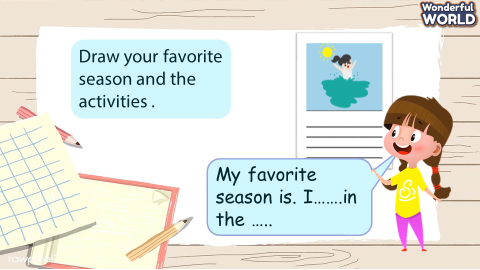 Wonderful
WORLD
Draw your favorite
season and the
activities .
My favorite
season is. I.......in
the .....